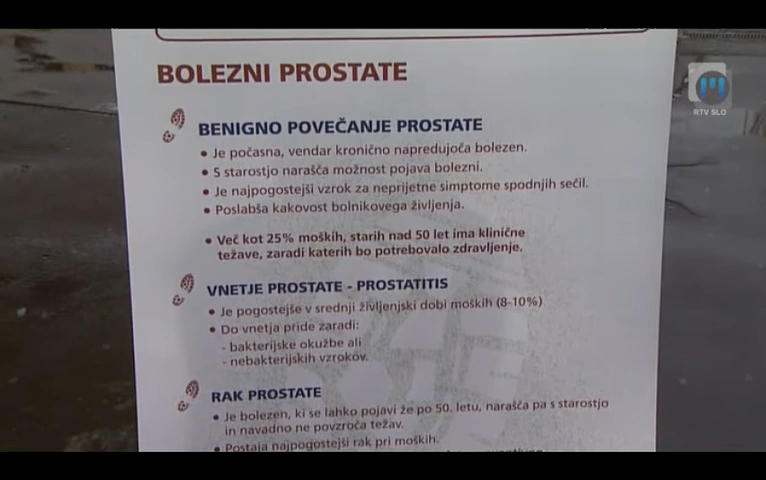 BOLEZNI PROSTATE
RTV SLO
BENIGNO POVEČANJE PROSTATE
• Je počasna, vendar kronično napredujoča bolezen.
• S starostjo narašča možnost pojava bolezni.
• Je najpogostejši vzrok za neprijetne simptome spodnjih sečil.
• Poslabša kakovost bolnikovega življenja.
• Več kot 25% moških, starih nad 50 let ima klinične
težave, zaradi katerih bo potrebovalo zdravljenje.
VNETJE PROSTATE - PROSTATITIS
• Je pogostejše v srednji življenjski dobi moških (8-10%)
• Do vnetja pride zaradi:
- bakterijske okužbe ali
- nebakterijskih vzrokov.
RAK PROSTATE
• Je bolezen, ki se lahko pojavi že po 50. letu, narašča pa s starostjo
in navadno ne povzroča težav.
• Postaja najpogostejši rak pri moških.